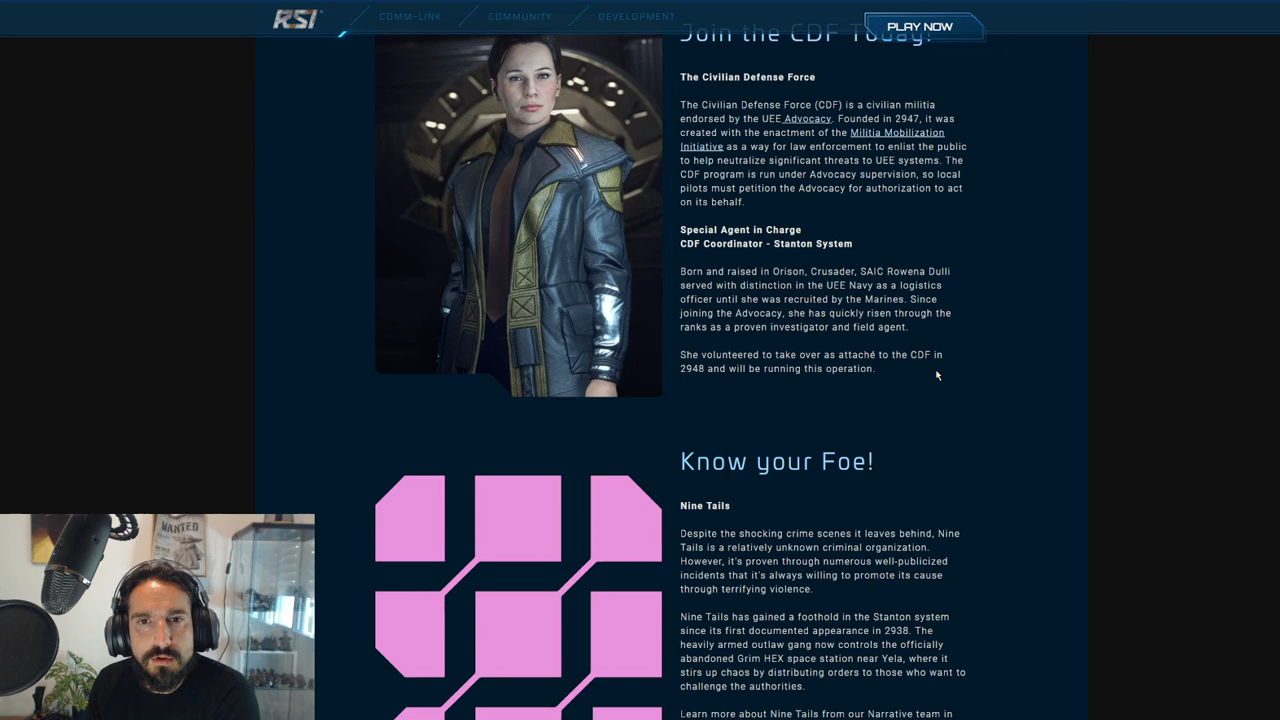 RSI
COMM-LINK
COMMUNITY
DEVELOPMENT
PLAY NOW
Join the CDF Today!
The Civilian Defense Force
The Civilian Defense Force (CDF) is a civilian militia
endorsed by the UEE Advocacy. Founded in 2947, it was
created with the enactment of the Militia Mobilization
Initiative as a way for law enforcement to enlist the public
to help neutralize significant threats to UEE systems. The
CDF program is run under Advocacy supervision, so local
pilots must petition the Advocacy for authorization to act
on its behalf.
Special Agent in Charge
CDF Coordinator - Stanton System
Born and raised in Orison, Crusader, SAIC Rowena Dulli
served with distinction in the UEE Navy as a logistics
officer until she was recruited by the Marines. Since
joining the Advocacy, she has quickly risen through the
ranks as a proven investigator and field agent.
She volunteered to take over as attaché to the CDF in
2948 and will be running this operation.
Know your Foe!
Nine Tails
Despite the shocking crime scenes it leaves behind, Nine
Tails is a relatively unknown criminal organization.
However, it's proven through numerous well-publicized
incidents that it's always willing to promote its cause
through terrifying violence.
Nine Tails has gained a foothold in the Stanton system
since its first documented appearance in 2938. The
heavily armed outlaw gang now controls the officially
abandoned Grim HEX space station near Yela, where it
stirs up chaos by distributing orders to those who want to
challenge the authorities.
Learn more about Nine Tails from our Narrative team in
WANTED